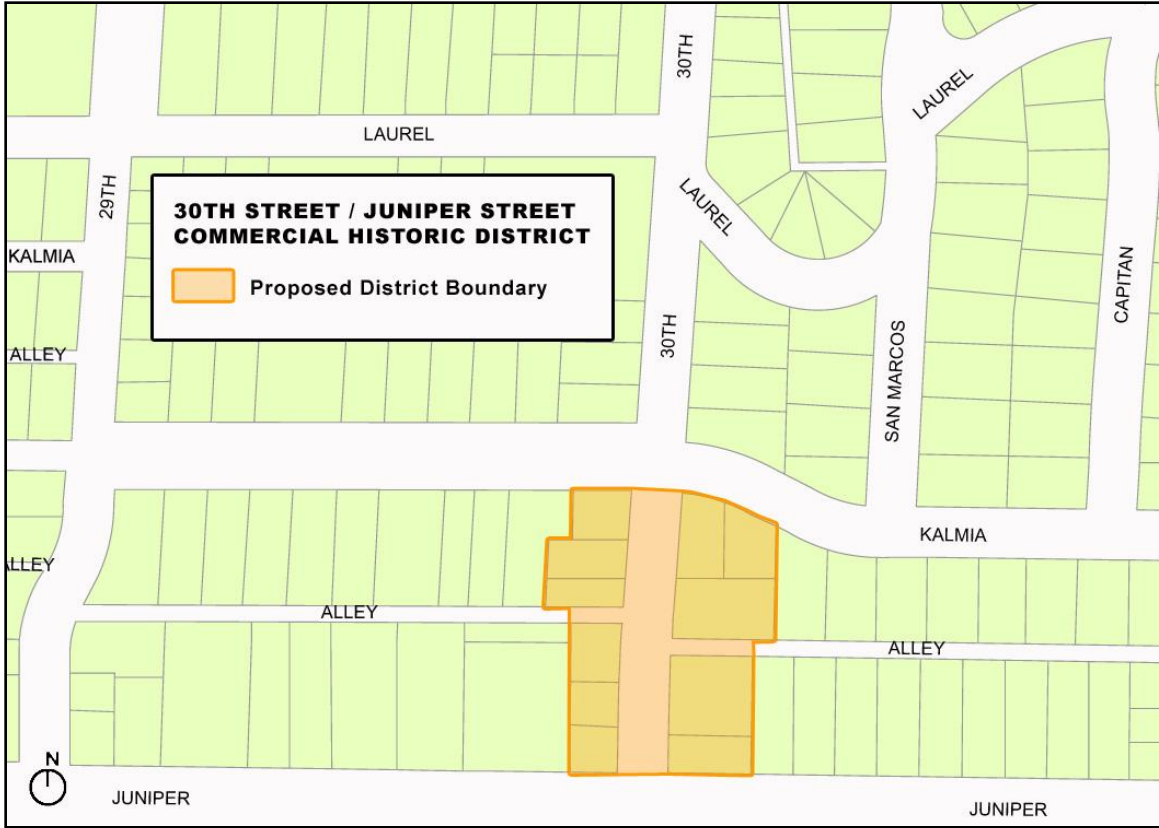 30TH
LAUREL
LAUREL
29TH
LAUREL
30TH STREET / JUNIPER STREET
COMMERCIAL HISTORIC DISTRICT
Proposed District Boundary
KALMIA
CAPITAN
30TH
ALLEY
SAN MARCOS
KALMIA
ALLEY
ALLEY
ALLEY
N
JUNIPER
JUNIPER